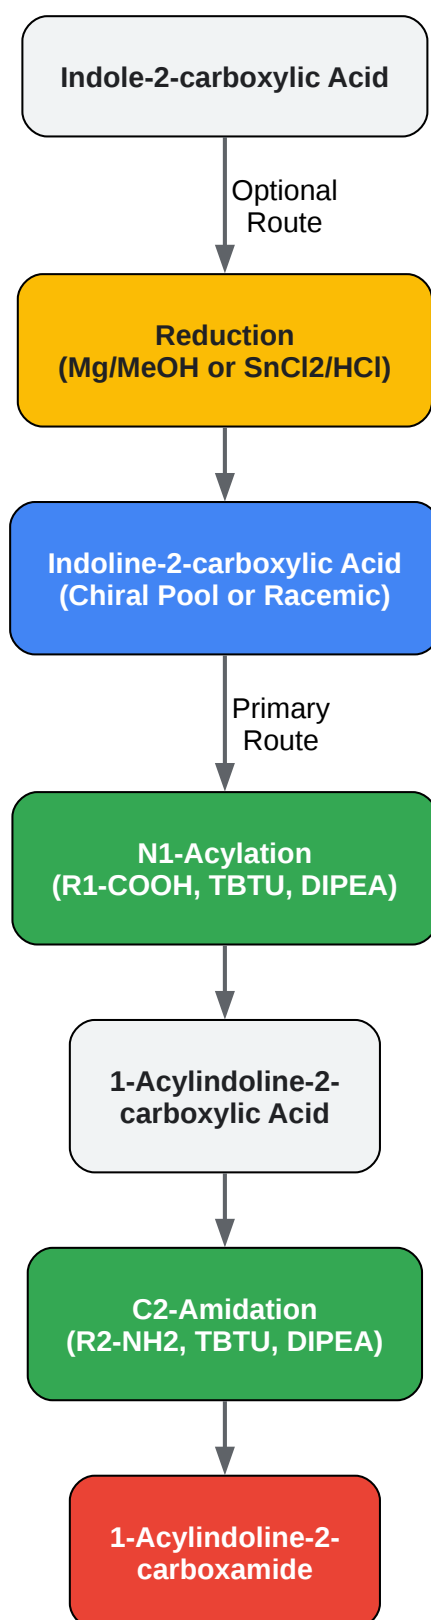 Indole-2-carboxylic Acid
Optional
Route
Reduction
(Mg/MeOH or SnCl2/HCl)
Indoline-2-carboxylic Acid
(Chiral Pool or Racemic)
Primary
Route
N1-Acylation
(R1-COOH, TBTU, DIPEA)
1-Acylindoline-2-
carboxylic Acid
C2-Amidation
(R2-NH2, TBTU, DIPEA)
1-Acylindoline-2-
carboxamide